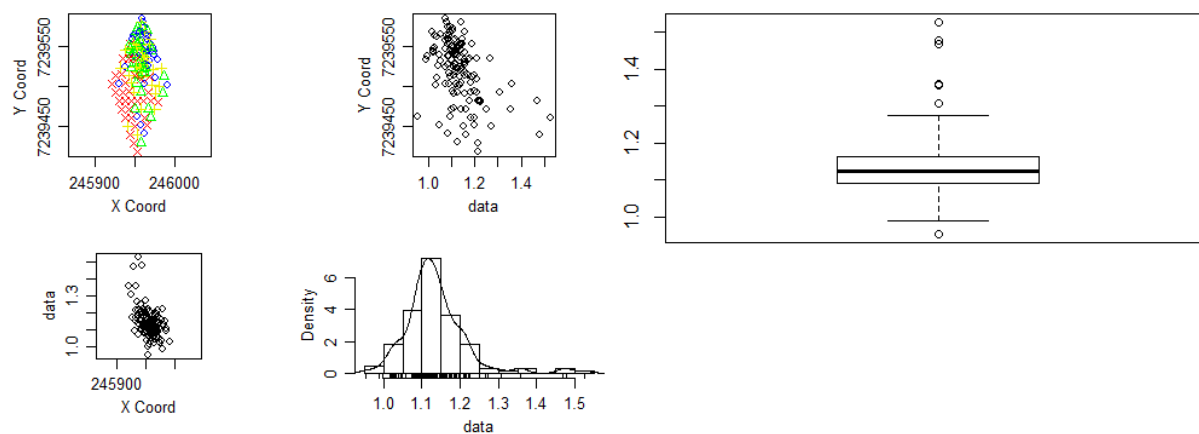 7239550
7239450
Y Coord
245900 246000
X Coord
7239550
7239450
Y Coord
1.0 1.2 1.4
data
1.4
1.2
1.0
1.3
1.0
data
245900
X Coord
6
4
2
0
Density
1.0 1.1 1.2 1.3 1.4 1.5
data